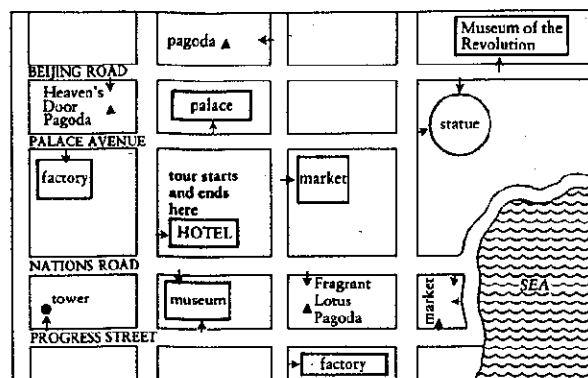 Museum of the
Revolution
pagoda
BEIJING ROAD
Heaven's
Door
Pagoda
palace
statue
PALACE AVENUE
factory
tour starts
and ends
here
HOTEL
market
NATIONS ROAD
tower
museum
Fragrant
Lotus
Pagoda
market
SEA
PROGRESS STREET
factory